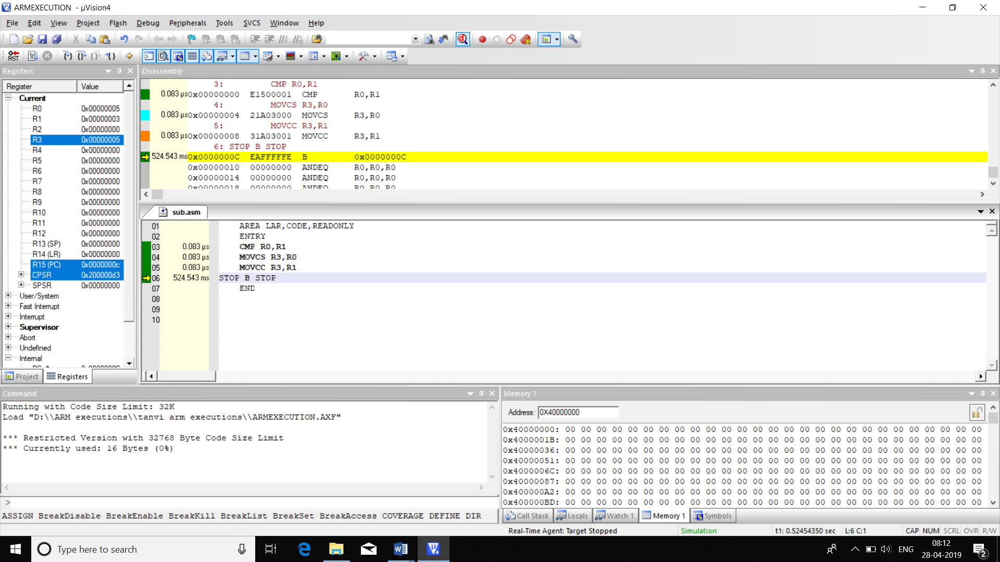 ARMEXECUTION - µVision4
File Edit View Project Flash Debug Peripherals Tools SVCS Window Help
RST
Registers
Register Value
Current
R0 0x00000005
R1 0x00000003
R2 0x00000000
R3 0x00000005
R4 0x00000000
R5 0x00000000
R6 0x00000000
R7 0x00000000
R8 0x00000000
R9 0x00000000
R10 0x00000000
R11 0x00000000
R12 0x00000000
R13 (SP) 0x00000000
R14 (LR) 0x00000000
R15 (PC) 0x0000000c
CPSR 0x200000d3
SPSR 0x00000000
User/System
Fast Interrupt
Interrupt
Supervisor
Abort
Undefined
Internal
Project Registers
Disassembly
3: CMP R0,R1
0.083 µs 0x00000000 E1500001 CMP R0,R1
4: MOVCS R3,R0
0.083 µs 0x00000004 21A03000 MOVCS R3,R0
5: MOVCC R3,R1
0.083 µs 0x00000008 31A03001 MOVCC R3,R1
6: STOP B STOP
524.543 ms 0x0000000C EAFFFFFE B 0x0000000C
0x00000010 00000000 ANDEQ R0,R0,R0
0x00000014 00000000 ANDEQ R0,R0,R0
0x00000018 00000000 ANDEQ R0,R0,R0
sub.asm
01 AREA LAR,CODE,READONLY
02 ENTRY
03 0.083 µs CMP R0,R1
04 0.083 µs MOVCS R3,R0
05 0.083 µs MOVCC R3,R1
06 524.543 ms STOP B STOP
07 END
08
09
10
Command
Running with Code Size Limit: 32K
Load "D:\\ARM executions\\tanvi arm executions\\ARMEXECUTION.AXF"
*** Restricted Version with 32768 Byte Code Size Limit
*** Currently used: 16 Bytes (0%)
>
ASSIGN BreakDisable BreakEnable BreakKill BreakList BreakSet BreakAccess COVERAGE DEFINE DIR
Memory 1
Address: 0X40000000
0x40000000: 00 00 00 00 00 00 00 00 00 00 00 00 00 00 00 00 00 00 00 00 00 00 00 00 00 00 00
0x4000001B: 00 00 00 00 00 00 00 00 00 00 00 00 00 00 00 00 00 00 00 00 00 00 00 00 00 00 00
0x40000036: 00 00 00 00 00 00 00 00 00 00 00 00 00 00 00 00 00 00 00 00 00 00 00 00 00 00 00
0x40000051: 00 00 00 00 00 00 00 00 00 00 00 00 00 00 00 00 00 00 00 00 00 00 00 00 00 00 00
0x4000006C: 00 00 00 00 00 00 00 00 00 00 00 00 00 00 00 00 00 00 00 00 00 00 00 00 00 00 00
0x40000087: 00 00 00 00 00 00 00 00 00 00 00 00 00 00 00 00 00 00 00 00 00 00 00 00 00 00 00
0x400000A2: 00 00 00 00 00 00 00 00 00 00 00 00 00 00 00 00 00 00 00 00 00 00 00 00 00 00 00
0x400000BD: 00 00 00 00 00 00 00 00 00 00 00 00 00 00 00 00 00 00 00 00 00 00 00 00 00 00 00
Call Stack Locals Watch 1 Memory 1 Symbols
Real-Time Agent: Target Stopped Simulation t1: 0.52454350 sec L:6 C:1 CAP NUM SCRL OVR R/W
Type here to search
ENG
08:12
28-04-2019
2